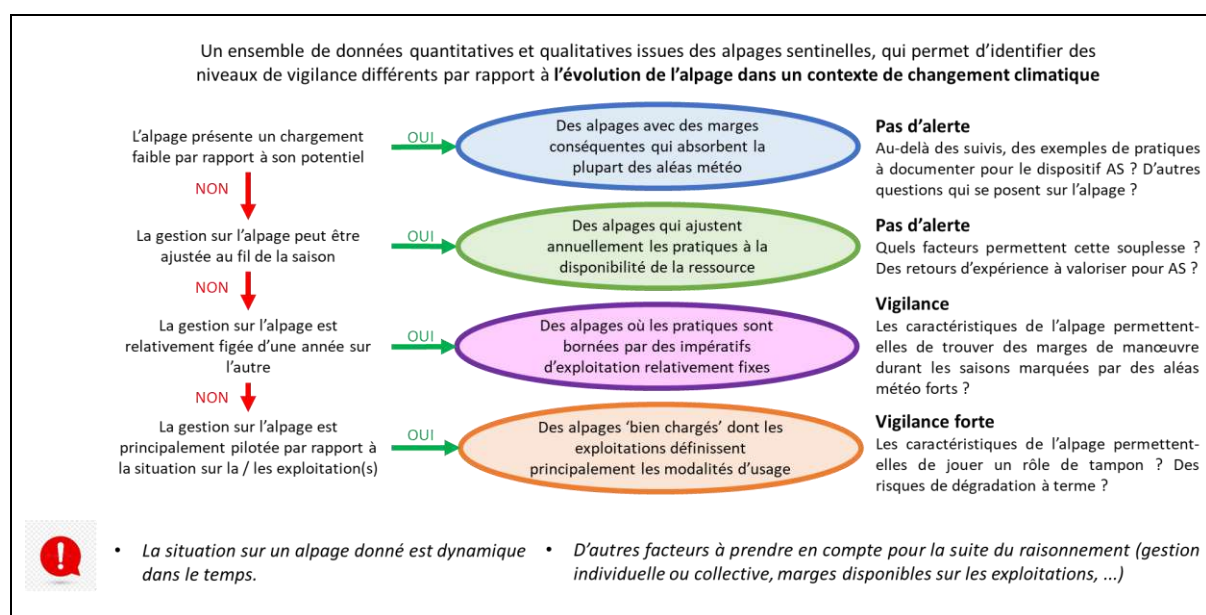 Un ensemble de données quantitatives et qualitatives issues des alpages sentinelles, qui permet d'identifier des
niveaux de vigilance différents par rapport à l'évolution de l'alpage dans un contexte de changement climatique
L'alpage présente un chargement
faible par rapport à son potentiel
OUI
Des alpages avec des marges
conséquentes qui absorbent la
plupart des aléas météo
Pas d'alerte
Au-delà des suivis, des exemples de pratiques
à documenter pour le dispositif AS ? D'autres
questions qui se posent sur l'alpage ?
NON
La gestion sur l'alpage peut être
ajustée au fil de la saison
OUI
Des alpages qui ajustent
annuellement les pratiques à la
disponibilité de la ressource
Pas d'alerte
Quels facteurs permettent cette souplesse ?
Des retours d'expérience à valoriser pour AS ?
NON
La gestion sur l'alpage est
relativement figée d'une année sur
l'autre
OUI
Des alpages où les pratiques sont
bornées par des impératifs
d'exploitation relativement fixes
Vigilance
Les caractéristiques de l'alpage permettent-
elles de trouver des marges de manœuvre
durant les saisons marquées par des aléas
météo forts ?
NON
La gestion sur l'alpage est
principalement pilotée par rapport à
la situation sur la / les exploitation(s)
OUI
Des alpages 'bien chargés' dont les
exploitations définissent
principalement les modalités d'usage
Vigilance forte
Les caractéristiques de l'alpage permettent-
elles de jouer un rôle de tampon ? Des
risques de dégradation à terme ?
• La situation sur un alpage donné est dynamique
dans le temps.
• D'autres facteurs à prendre en compte pour la suite du raisonnement (gestion
individuelle ou collective, marges disponibles sur les exploitations, ...)